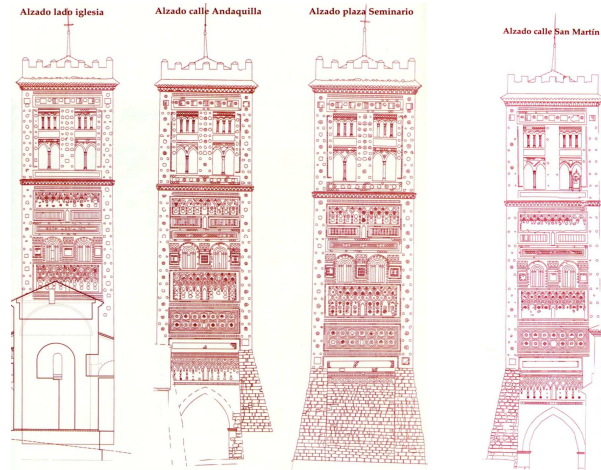 Alzado lado iglesia
Alzado calle Andaquilla
Alzado plaza Seminario
Alzado calle San Martín